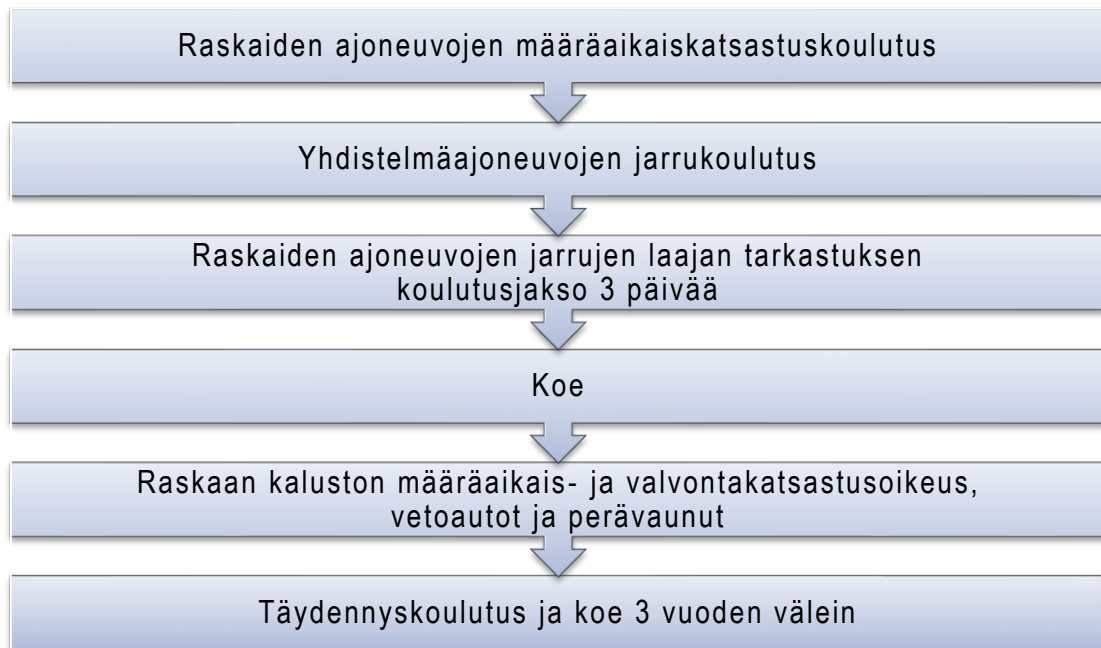 Raskaiden ajoneuvojen määräaikaiskatsastuskoulutus
Yhdistelmäajoneuvojen jarrukoulutus
Raskaiden ajoneuvojen jarrujen laajan tarkastuksen
koulutusjakso 3 päivää
Koe
Raskaan kaluston määräaikais- ja valvontakatsastusoikeus,
vetoautot ja perävaunut
Täydennyskoulutus ja koe 3 vuoden välein